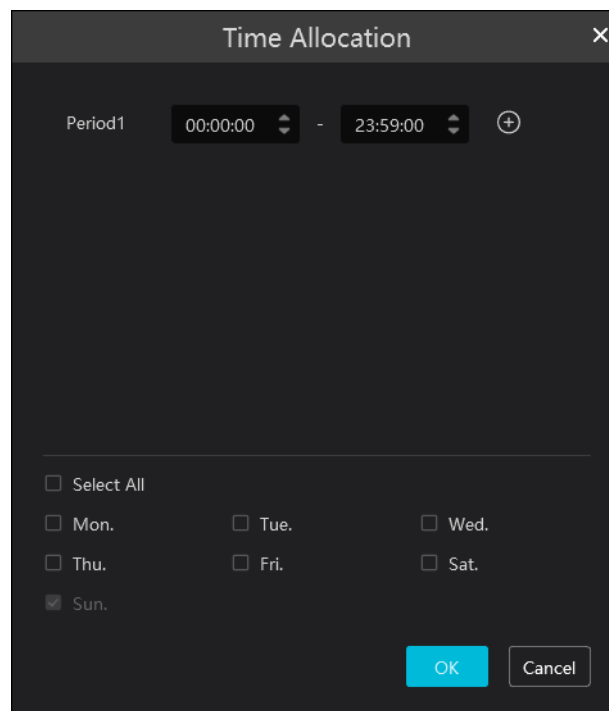 Time Allocation
Period1 00:00:00 - 23:59:00
Select All
Mon. Tue. Wed.
Thu. Fri. Sat.
Sun.
OK Cancel